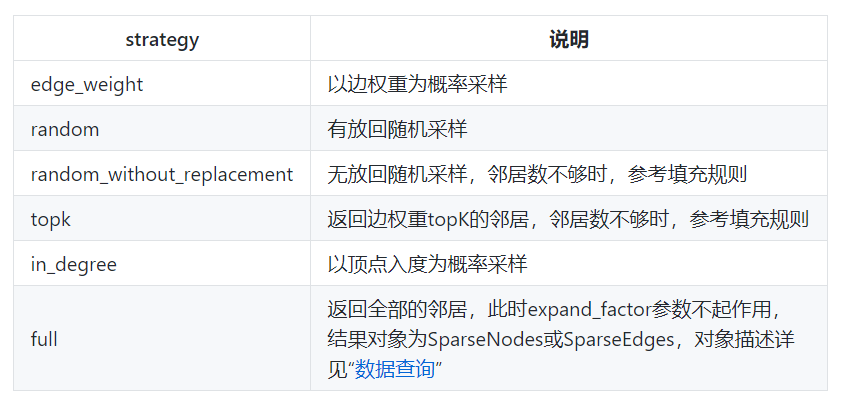 strategy 说明
edge_weight 以边权重为概率采样
random 有放回随机采样
random_without_replacement 无放回随机采样，邻居数不够时，参考填充规则
topk 返回边权重topK的邻居，邻居数不够时，参考填充规则
in_degree 以顶点入度为概率采样
full 返回全部的邻居，此时expand_factor参数不起作用，
结果对象为SparseNodes或SparseEdges，对象描述详
见“数据查询”